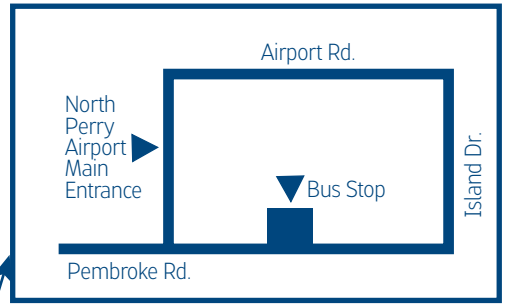 Airport Rd.
North
Perry
Airport
Main
Entrance
Island Dr.
Bus Stop
Pembroke Rd.